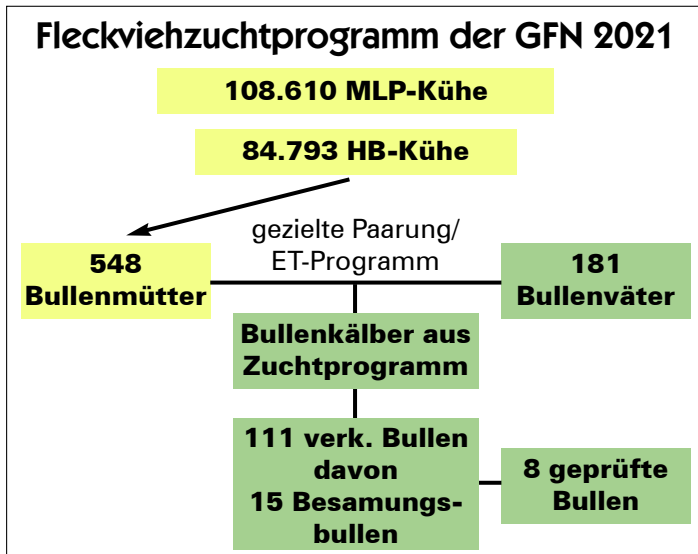 Fleckviehzuchtprogramm der GFN 2021
108.610 MLP-Kühe
84.793 HB-Kühe
gezielte Paarung/
ET-Programm
548
Bullenmütter
181
Bullenväter
Bullenkälber aus
Zuchtprogramm
111 verk. Bullen
davon
15 Besamungs-
bullen
8 geprüfte
Bullen